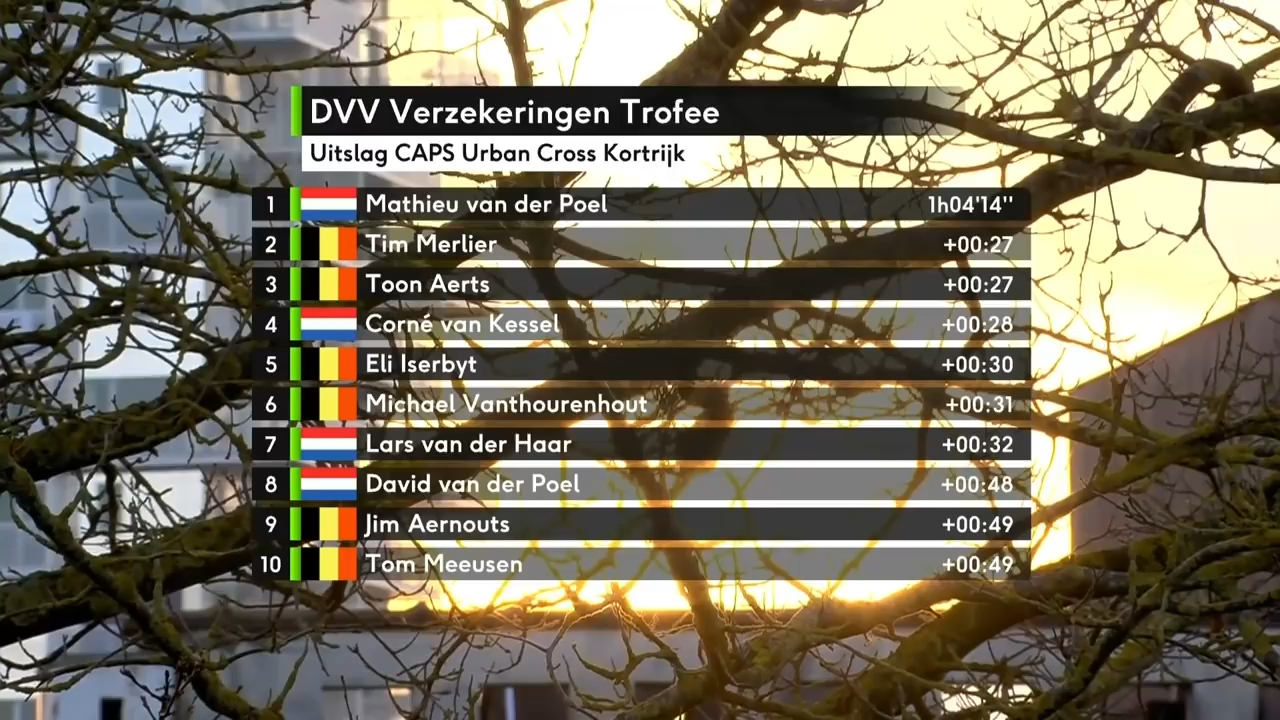 DVV Verzekeringen Trofee
Uitslag CAPS Urban Cross Kortrijk
1 Mathieu van der Poel 1h04'14''
2 Tim Merlier +00:27
3 Toon Aerts +00:27
4 Corné van Kessel +00:28
5 Eli Iserbyt +00:30
6 Michael Vanthourenhout +00:31
7 Lars van der Haar +00:32
8 David van der Poel +00:48
9 Jim Aernouts +00:49
10 Tom Meeusen +00:49